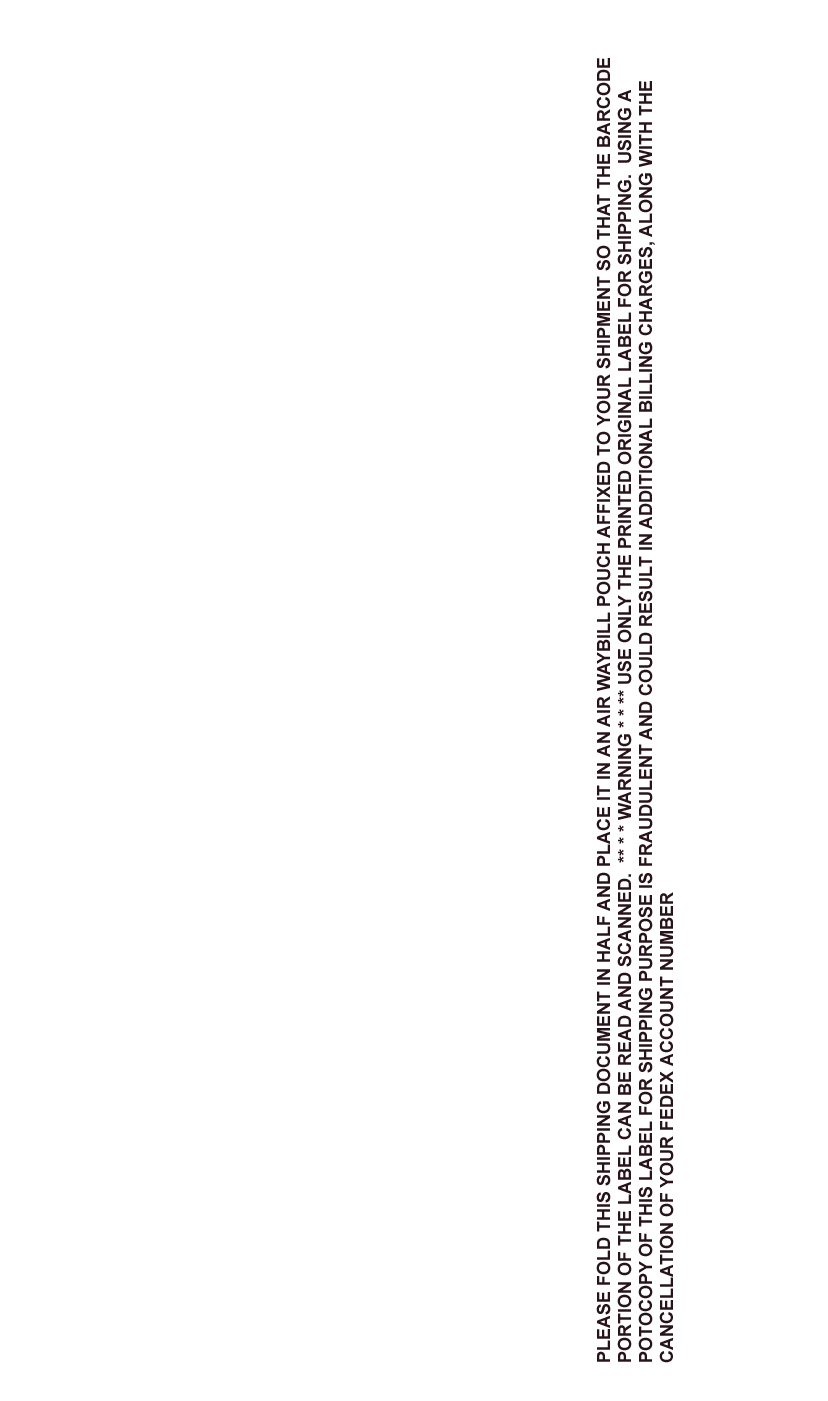 PLEASE FOLD THIS SHIPPING DOCUMENT IN HALF AND PLACE IT IN AN AIR WAYBILL POUCH AFFIXED TO YOUR SHIPMENT SO THAT THE BARCODE
PORTION OF THE LABEL CAN BE READ AND SCANNED.  ** * * WARNING * * ** USE ONLY THE PRINTED ORIGINAL LABEL FOR SHIPPING.  USING A
POTOCOPY OF THIS LABEL FOR SHIPPING PURPOSE IS FRAUDULENT AND COULD RESULT IN ADDITIONAL BILLING CHARGES, ALONG WITH THE
CANCELLATION OF YOUR FEDEX ACCOUNT NUMBER